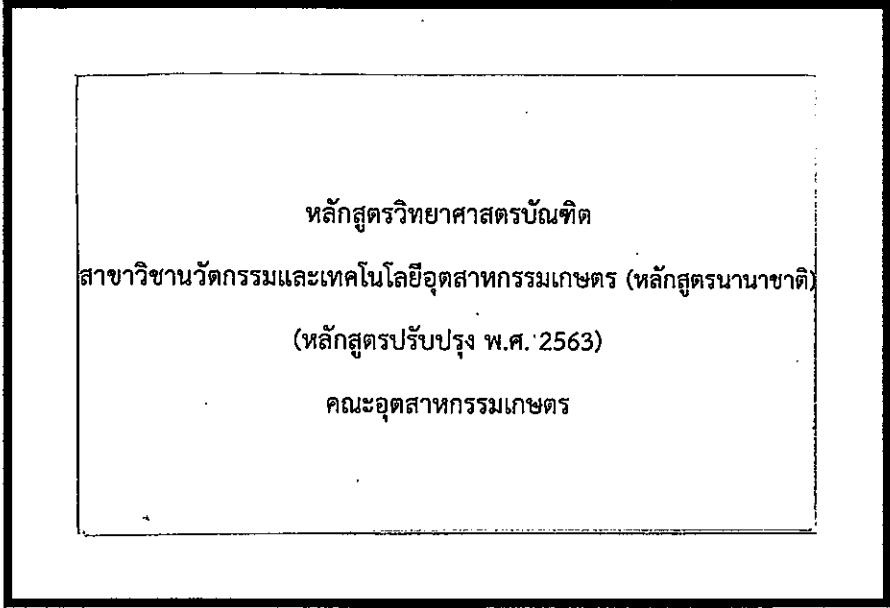 หลักสูตรวิทยาศาสตรบัณฑิต
สาขาวิชานวัตกรรมและเทคโนโลยีอุตสาหกรรมเกษตร (หลักสูตรนานาชาติ)
(หลักสูตรปรับปรุง พ.ศ. 2563)
คณะอุตสาหกรรมเกษตร